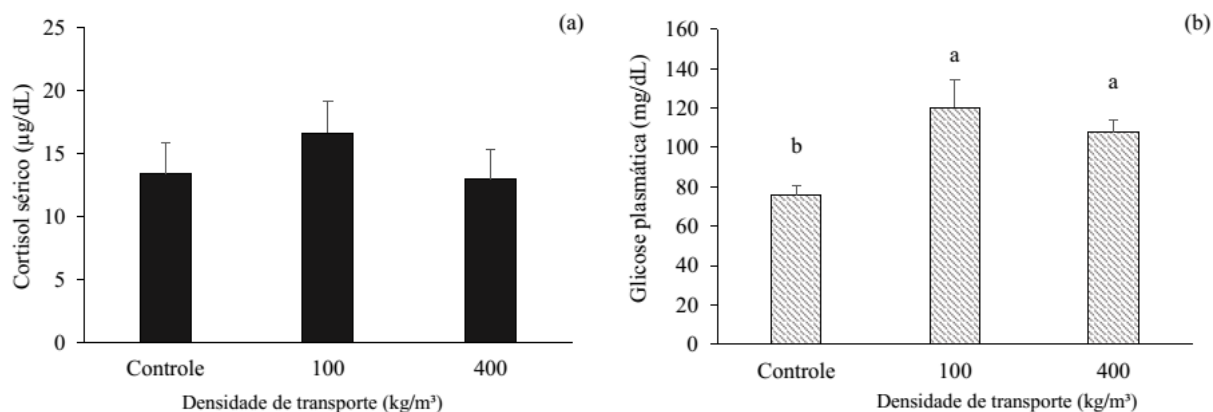 (a)
Cortisol sérico (µg/dL)
25
20
15
10
5
0
Controle 100 400
Densidade de transporte (kg/m³)
(b)
Glicose plasmática (mg/dL)
160
140
120
100
80
60
40
20
0
b a a
Controle 100 400
Densidade de transporte (kg/m³)